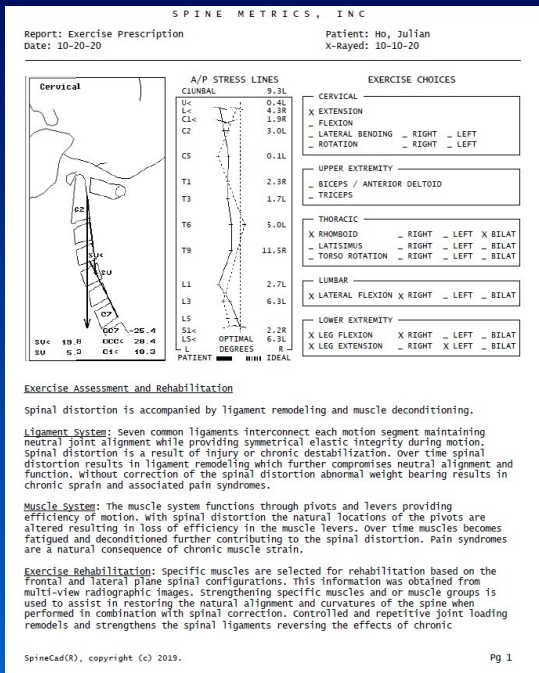 SPINE METRICS, INC
Report: Exercise Prescription
Patient: Ho, Julian
Date: 10-20-20
X-Rayed: 10-10-20
Cervical
C2
SV<
SV
C7
OC7 -25.4
SV< 19.8 OCC< 28.4
SV 5.3 C1< 10.3
A/P STRESS LINES
C1UNBAL 9.3L
U< 0.4L
L< 4.3R
C1< 1.9R
C2 3.0L
C5 0.1L
T1 2.3R
T3 1.7L
T6 5.0L
T9 11.5R
L1 2.7L
L3 6.3L
L5
S1< 2.2R
LS< OPTIMAL 6.3L
L DEGREES R
PATIENT IDEAL
EXERCISE CHOICES
CERVICAL
X EXTENSION
_ FLEXION
_ LATERAL BENDING _ RIGHT _ LEFT
_ ROTATION _ RIGHT _ LEFT
UPPER EXTREMITY
_ BICEPS / ANTERIOR DELTOID
_ TRICEPS
THORACIC
X RHOMBOID _ RIGHT _ LEFT X BILAT
_ LATISIMUS _ RIGHT _ LEFT _ BILAT
_ TORSO ROTATION _ RIGHT _ LEFT _ BILAT
LUMBAR
X LATERAL FLEXION X RIGHT _ LEFT _ BILAT
LOWER EXTREMITY
X LEG FLEXION X RIGHT _ LEFT _ BILAT
X LEG EXTENSION _ RIGHT X LEFT _ BILAT
Exercise Assessment and Rehabilitation
Spinal distortion is accompanied by ligament remodeling and muscle deconditioning.
Ligament System: Seven common ligaments interconnect each motion segment maintaining
neutral joint alignment while providing symmetrical elastic integrity during motion.
Spinal distortion is a result of injury or chronic destabilization. Over time spinal
distortion results in ligament remodeling which further compromises neutral alignment and
function. Without correction of the spinal distortion abnormal weight bearing results in
chronic sprain and associated pain syndromes.
Muscle System: The muscle system functions through pivots and levers providing
efficiency of motion. With spinal distortion the natural locations of the pivots are
altered resulting in loss of efficiency in the muscle levers. Over time muscles becomes
fatigued and deconditioned further contributing to the spinal distortion. Pain syndromes
are a natural consequence of chronic muscle strain.
Exercise Rehabilitation: Specific muscles are selected for rehabilitation based on the
frontal and lateral plane spinal configurations. This information was obtained from
multi-view radiographic images. Strengthening specific muscles and or muscle groups is
used to assist in restoring the natural alignment and curvatures of the spine when
performed in combination with spinal correction. Controlled and repetitive joint loading
remodels and strengthens the spinal ligaments reversing the effects of chronic
SpineCad(R), copyright (c) 2019.
Pg 1